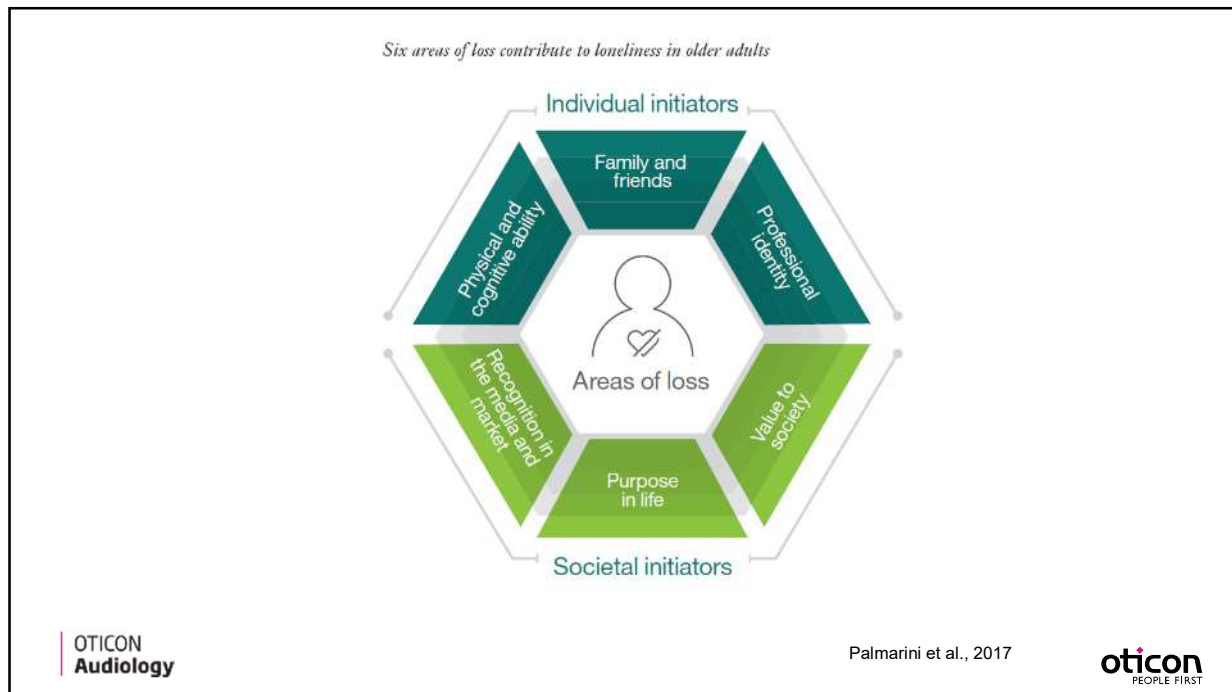 Six areas of loss contribute to loneliness in older adults
Individual initiators
Family and
friends
Physical and
cognitive ability
Professional
identity
Areas of loss
Recognition in
the media and
market
Value to
society
Purpose
in life
Societal initiators
OTICON
Audiology
Palmarini et al., 2017
oticon
PEOPLE FIRST